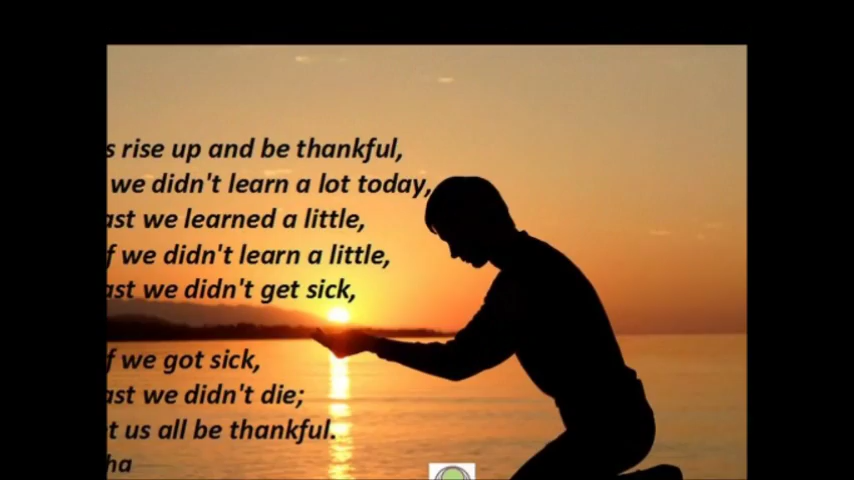 s rise up and be thankful,
we didn't learn a lot today,
ast we learned a little,
f we didn't learn a little,
ast we didn't get sick,
f we got sick,
ast we didn't die;
t us all be thankful.
ha